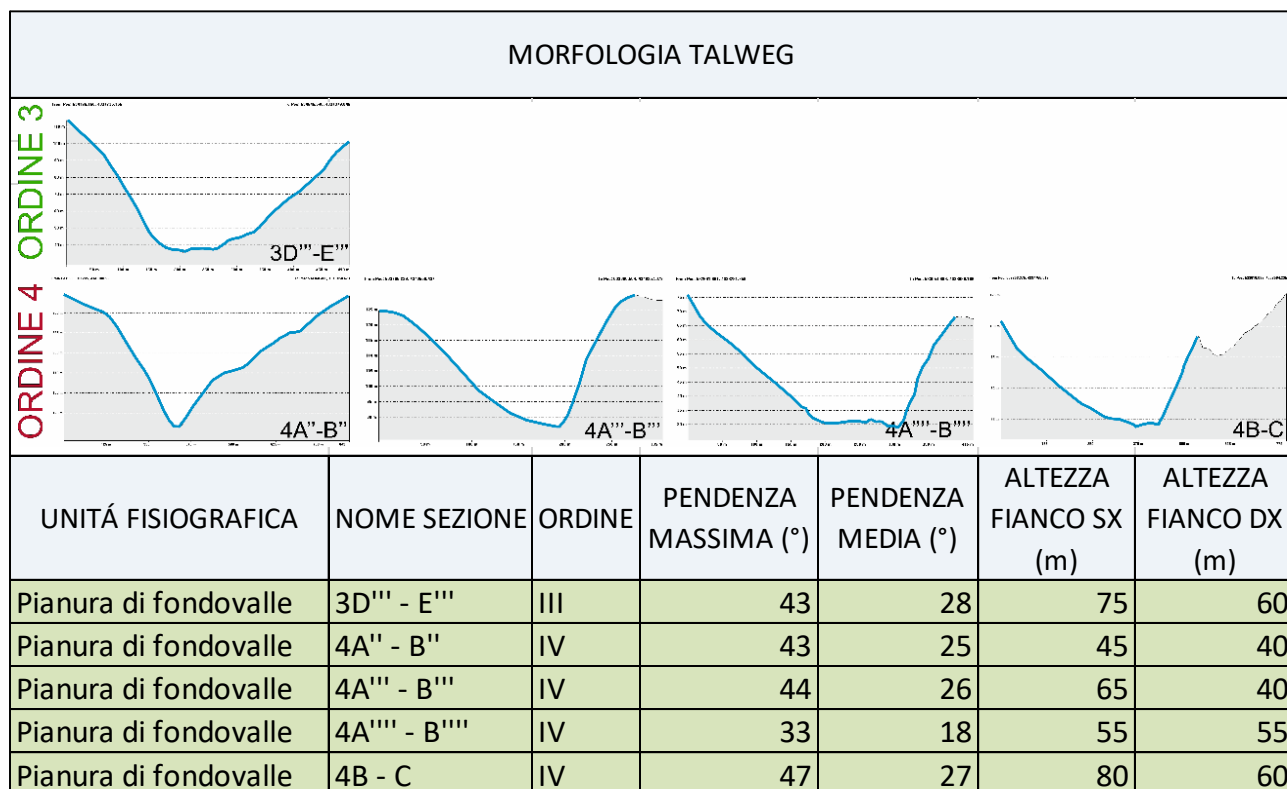 MORFOLOGIA TALWEG
ORDINE 3
3D'''-E'''
ORDINE 4
4A''-B''
4A'''-B'''
4A''''-B''''
4B-C
UNITÁ FISIOGRAFICA NOME SEZIONE ORDINE PENDENZA MASSIMA (°) PENDENZA MEDIA (°) ALTEZZA FIANCO SX (m) ALTEZZA FIANCO DX (m)
Pianura di fondovalle 3D''' - E''' III 43 28 75 60
Pianura di fondovalle 4A'' - B'' IV 43 25 45 40
Pianura di fondovalle 4A''' - B''' IV 44 26 65 40
Pianura di fondovalle 4A'''' - B'''' IV 33 18 55 55
Pianura di fondovalle 4B - C IV 47 27 80 60